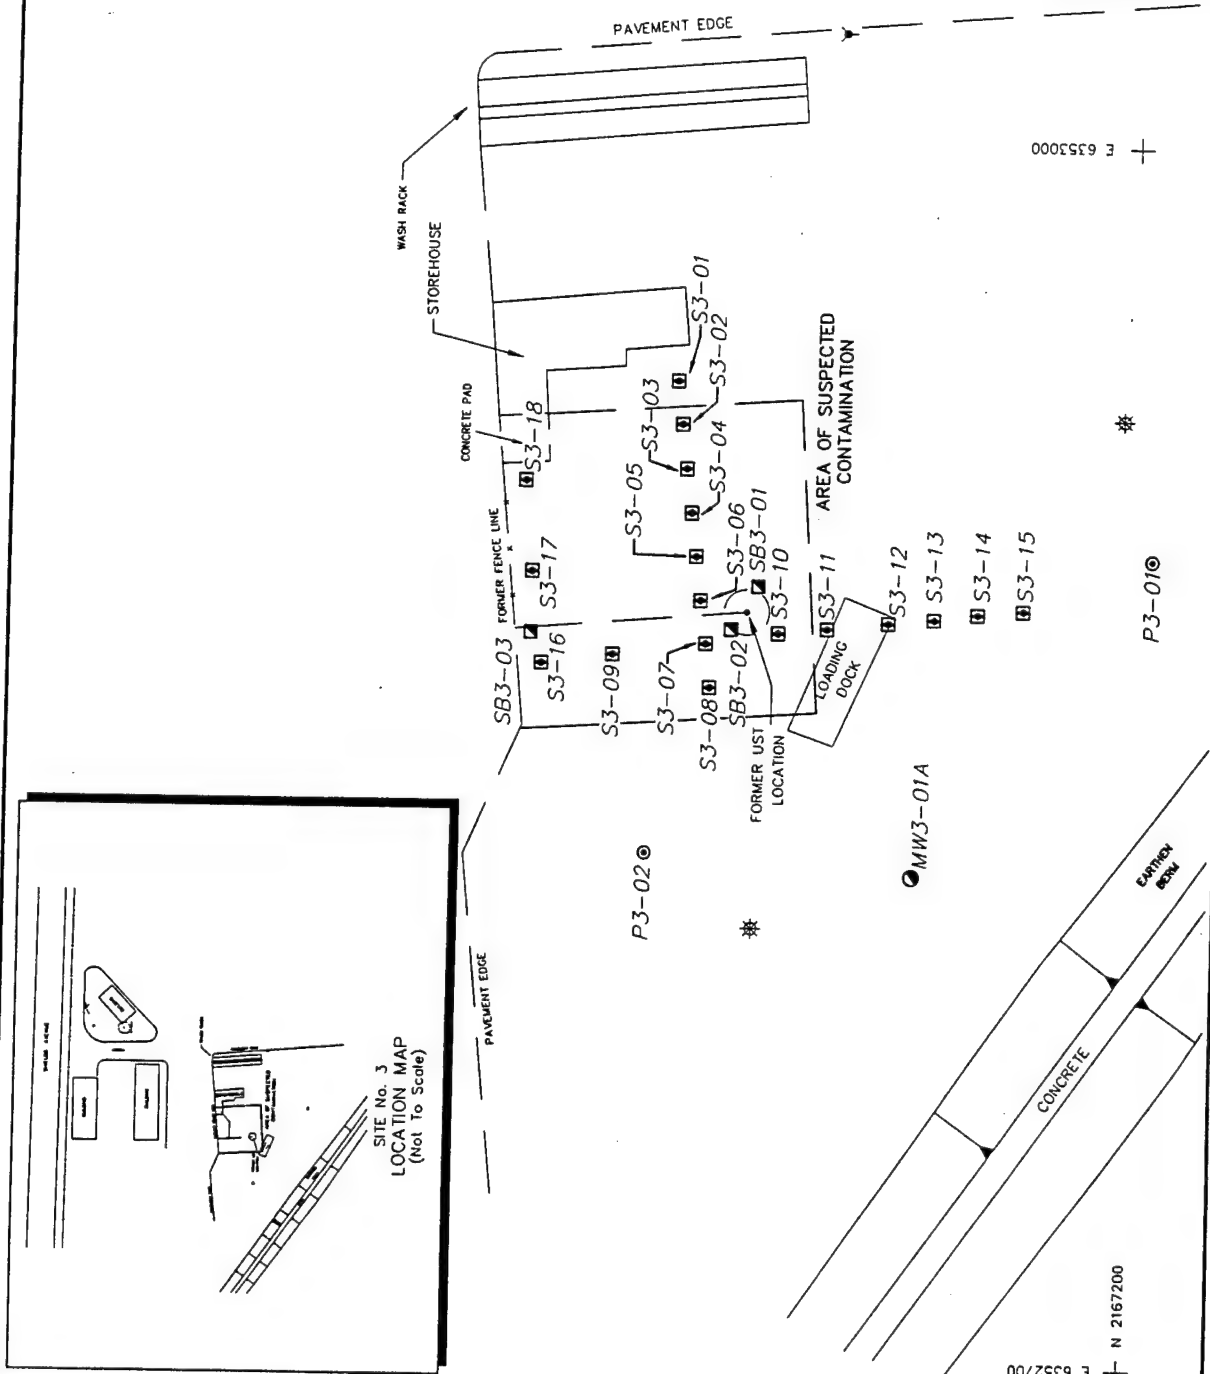 PAVEMENT EDGE
E 6353000
WASH RACK
STOREHOUSE
CONCRETE PAD
S3-01
S3-02
S3-03
S3-04
S3-05
S3-06
SB3-01
S3-10
S3-18
FORMER FENCE LINE
S3-17
SB3-03
S3-16
S3-09
S3-07
S3-08
SB3-02
FORMER UST
LOCATION
AREA OF SUSPECTED
CONTAMINATION
S3-11
LOADING
DOCK
S3-12
S3-13
S3-14
S3-15
P3-01
P3-02
MW3-01A
PAVEMENT EDGE
EARTHEN
BERM
CONCRETE
N 2167200
E 6352700
SITE No. 3
LOCATION MAP
(Not To Scale)